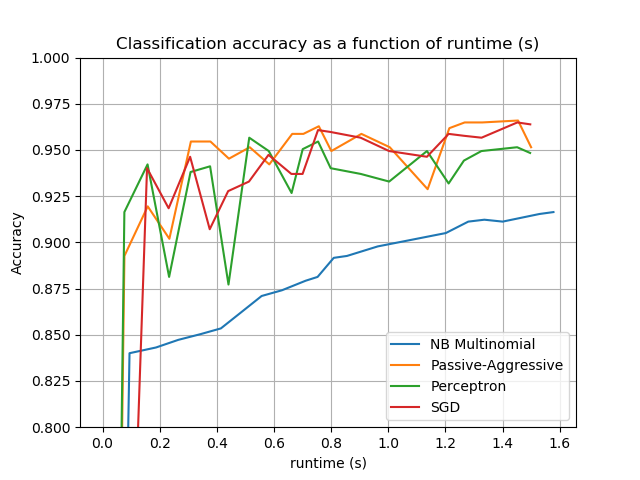 Classification accuracy as a function of runtime (s)
1.000
0.975
0.950
0.925
0.900
0.875
0.850
0.825
0.800
Accuracy
NB Multinomial
Passive-Aggressive
Perceptron
SGD
0.0 0.2 0.4 0.6 0.8 1.0 1.2 1.4 1.6
runtime (s)